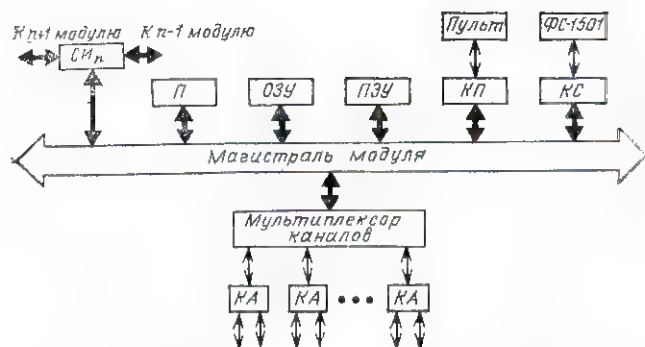 К n+1 модулю К n-1 модулю
СИn
Пульт
ФС-1501
П
ОЗУ
ПЗУ
КП
КС
Магистраль модуля
Мультиплексор
каналов
КА
КА
КА